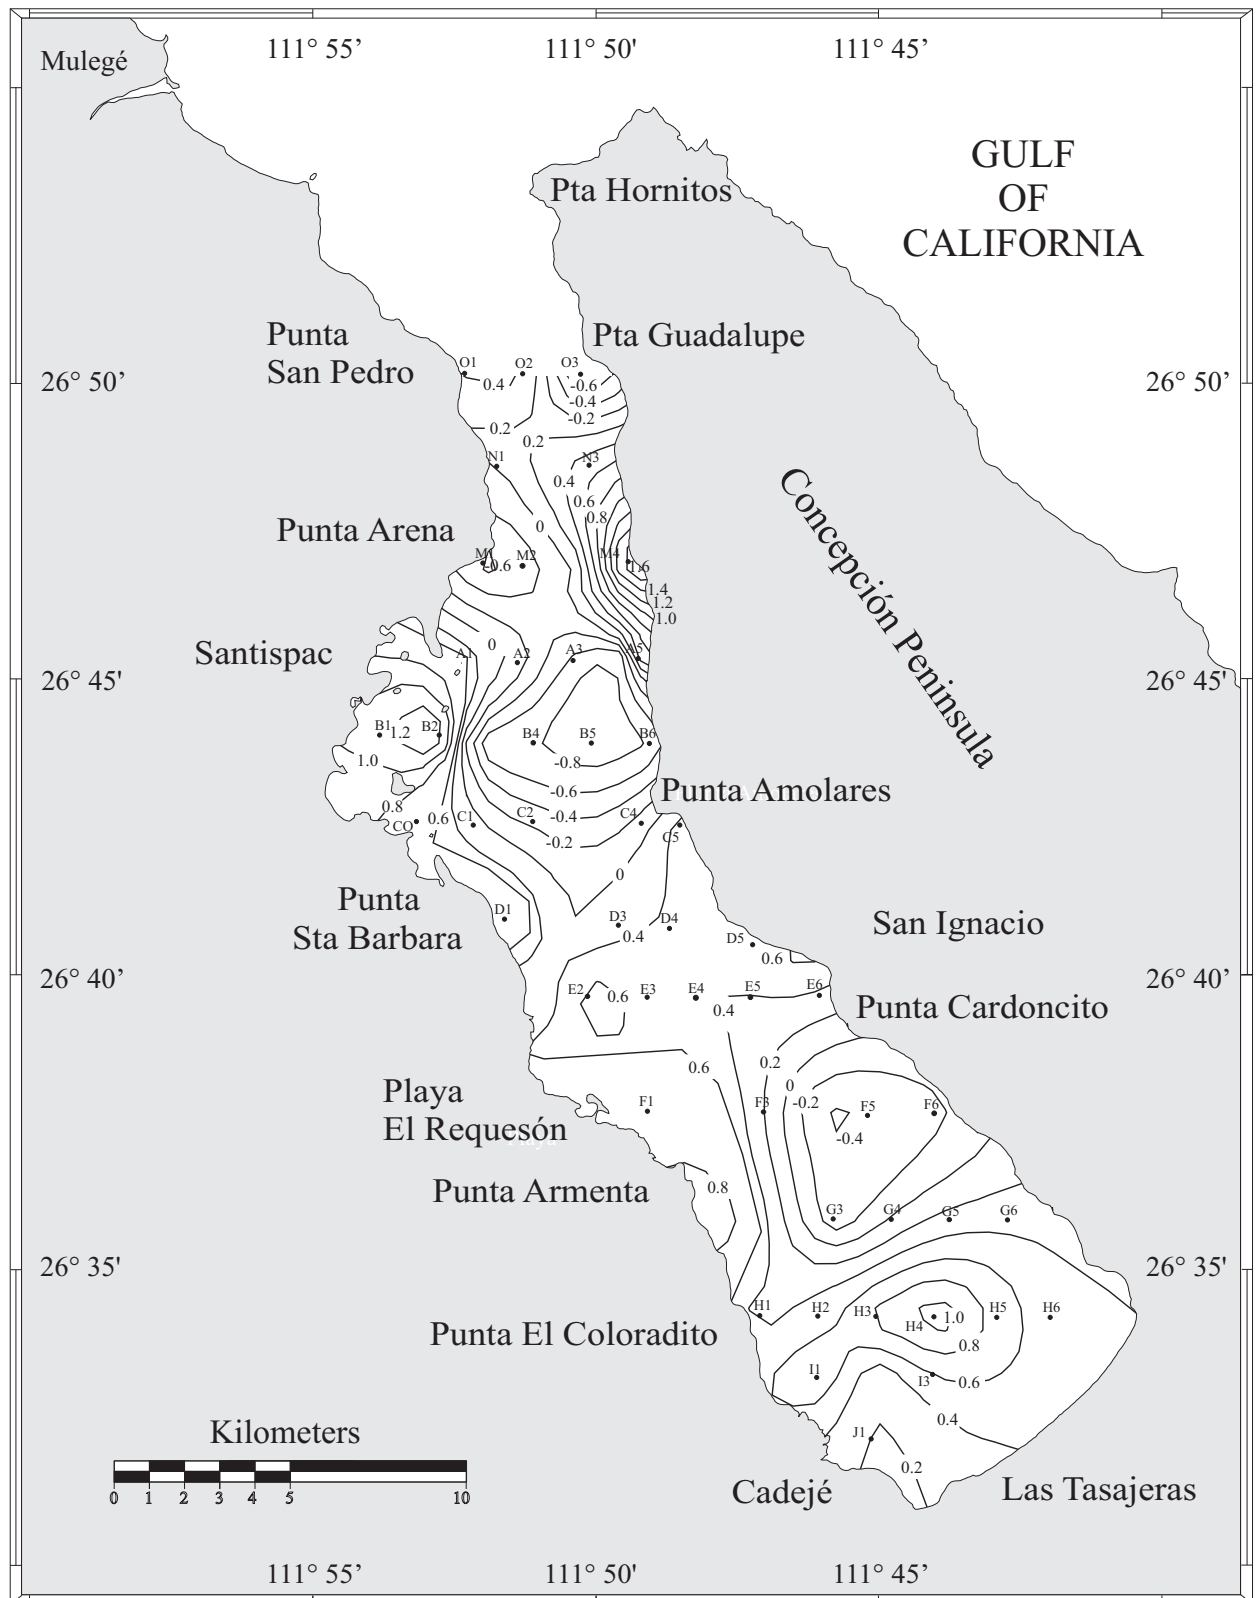 111° 55’
111° 50'
111° 45’
Mulegé
GULF
OF
CALIFORNIA
Pta Hornitos
Punta
San Pedro
Pta Guadalupe
26° 50’
O1
O2
O3
26° 50’
0.4
-0.6
-0.4
-0.2
0.2
0.2
N1
N3
0.4
0.6
0.8
Concepción Peninsula
Punta Arena
0
M1
M2
M4
-0.6
1.6
1.4
1.2
1.0
Santispac
0
A1
A2
A3
A5
26° 45’
26° 45’
B1
1.2
B2
B4
B5
B6
1.0
-0.8
Punta Amolares
-0.6
0.8
CO
0.6
C1
C2
-0.4
C4
C5
-0.2
0
Punta
Sta Barbara
D1
D3
D4
D5
San Ignacio
0.4
0.6
26° 40’
26° 40’
E2
0.6
E3
E4
E5
E6
0.4
Punta Cardoncito
0.6
0.2
0
-0.2
Playa
El Requesón
F1
F3
F5
F6
-0.4
Punta Armenta
0.8
G3
G4
G5
G6
26° 35'
26° 35'
H1
H2
H3
H4
1.0
H5
H6
Punta El Coloradito
0.8
I1
I3
0.6
0.4
J1
0.2
Kilometers
0 1 2 3 4 5 10
Cadejé
Las Tasajeras
111° 55’
111° 50'
111° 45’